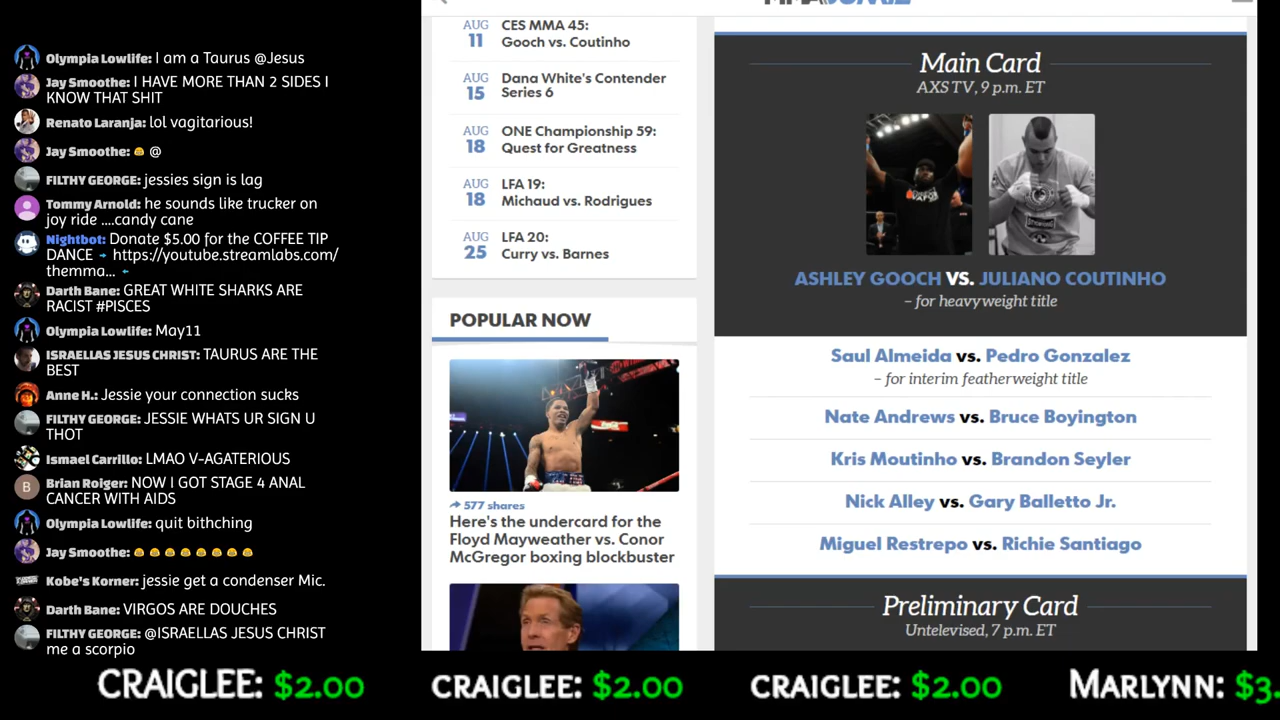 Olympia Lowlife: I am a Taurus @Jesus
Jay Smoothe: I HAVE MORE THAN 2 SIDES I
KNOW THAT SHIT
Renato Laranja: lol vagitarious!
Jay Smoothe: @
FILTHY GEORGE: jessies sign is lag
Tommy Arnold: he sounds like trucker on
joy ride ....candy cane
Nightbot: Donate $5.00 for the COFFEE TIP
DANCE → https://youtube.streamlabs.com/
themma... ←
Darth Bane: GREAT WHITE SHARKS ARE
RACIST #PISCES
Olympia Lowlife: May11
ISRAELLAS JESUS CHRIST: TAURUS ARE THE
BEST
Anne H.: Jessie your connection sucks
FILTHY GEORGE: JESSIE WHATS UR SIGN U
THOT
Ismael Carrillo: LMAO V-AGATERIOUS
B
Brian Roiger: NOW I GOT STAGE 4 ANAL
CANCER WITH AIDS
Olympia Lowlife: quit bithching
Jay Smoothe:
Kobe's Korner: jessie get a condenser Mic.
Darth Bane: VIRGOS ARE DOUCHES
FILTHY GEORGE: @ISRAELLAS JESUS CHRIST
me a scorpio
AUG 11
CES MMA 45:
Gooch vs. Coutinho
AUG 15
Dana White's Contender
Series 6
AUG 18
ONE Championship 59:
Quest for Greatness
AUG 18
LFA 19:
Michaud vs. Rodrigues
AUG 25
LFA 20:
Curry vs. Barnes
POPULAR NOW
577 shares
Here's the undercard for the
Floyd Mayweather vs. Conor
McGregor boxing blockbuster
Main Card
AXS TV, 9 p.m. ET
ASHLEY GOOCH VS. JULIANO COUTINHO
– for heavyweight title
Saul Almeida vs. Pedro Gonzalez
– for interim featherweight title
Nate Andrews vs. Bruce Boyington
Kris Moutinho vs. Brandon Seyler
Nick Alley vs. Gary Balletto Jr.
Miguel Restrepo vs. Richie Santiago
Preliminary Card
Untelevised, 7 p.m. ET
CRAIGLEE: $2.00 CRAIGLEE: $2.00 CRAIGLEE: $2.00 MARLYNN: $3.